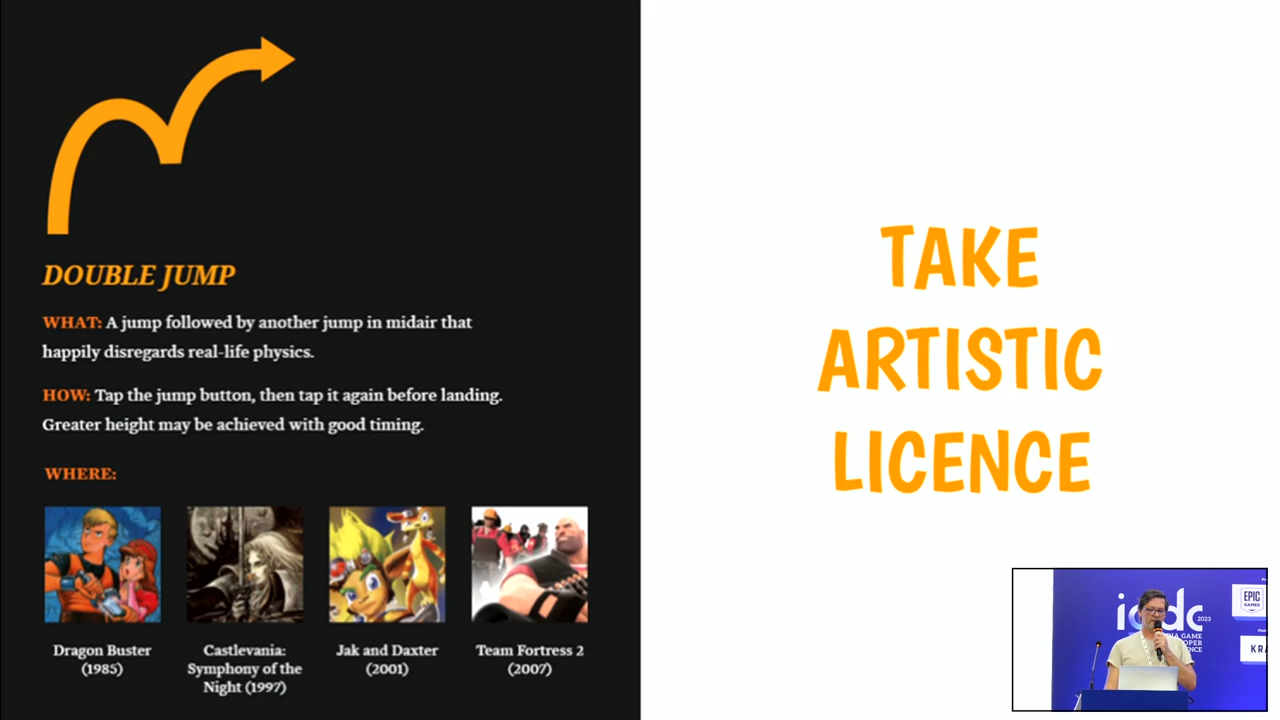 DOUBLE JUMP
WHAT: A jump followed by another jump in midair that
happily disregards real-life physics.
HOW: Tap the jump button, then tap it again before landing.
Greater height may be achieved with good timing.
WHERE:
Dragon Buster
(1985)
Castlevania:
Symphony of the
Night (1997)
Jak and Daxter
(2001)
Team Fortress 2
(2007)
TAKE
ARTISTIC
LICENCE
2023
EPIC
GAMES